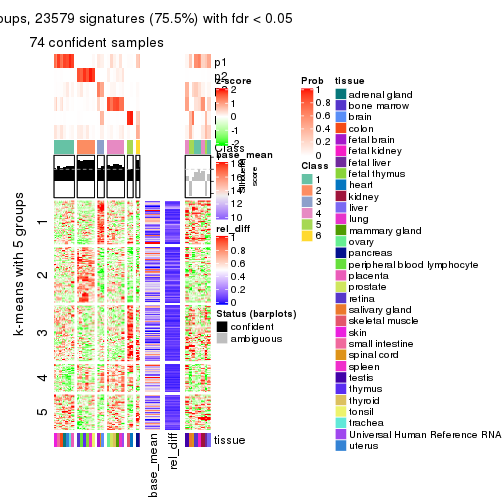 oups, 23579 signatures (75.5%) with fdr < 0.05
74 confident samples
p1
p2
Class
z-score
2
1
0
-1
-2
base_mean
18
16
14
12
10
rel_diff
1
0.8
0.6
0.4
0.2
0
Status (barplots)
confident
ambiguous
score
Prob
1
0.8
0.6
0.4
0.2
0
Class
1
2
3
4
5
6
tissue
adrenal gland
bone marrow
brain
colon
fetal brain
fetal kidney
fetal liver
fetal thymus
heart
kidney
liver
lung
mammary gland
ovary
pancreas
peripheral blood lymphocyte
placenta
prostate
retina
salivary gland
skeletal muscle
skin
small intestine
spinal cord
spleen
testis
thymus
thyroid
tonsil
trachea
Universal Human Reference RNA
uterus
k-means with 5 groups
1
2
3
4
5
tissue
base_mean
rel_diff